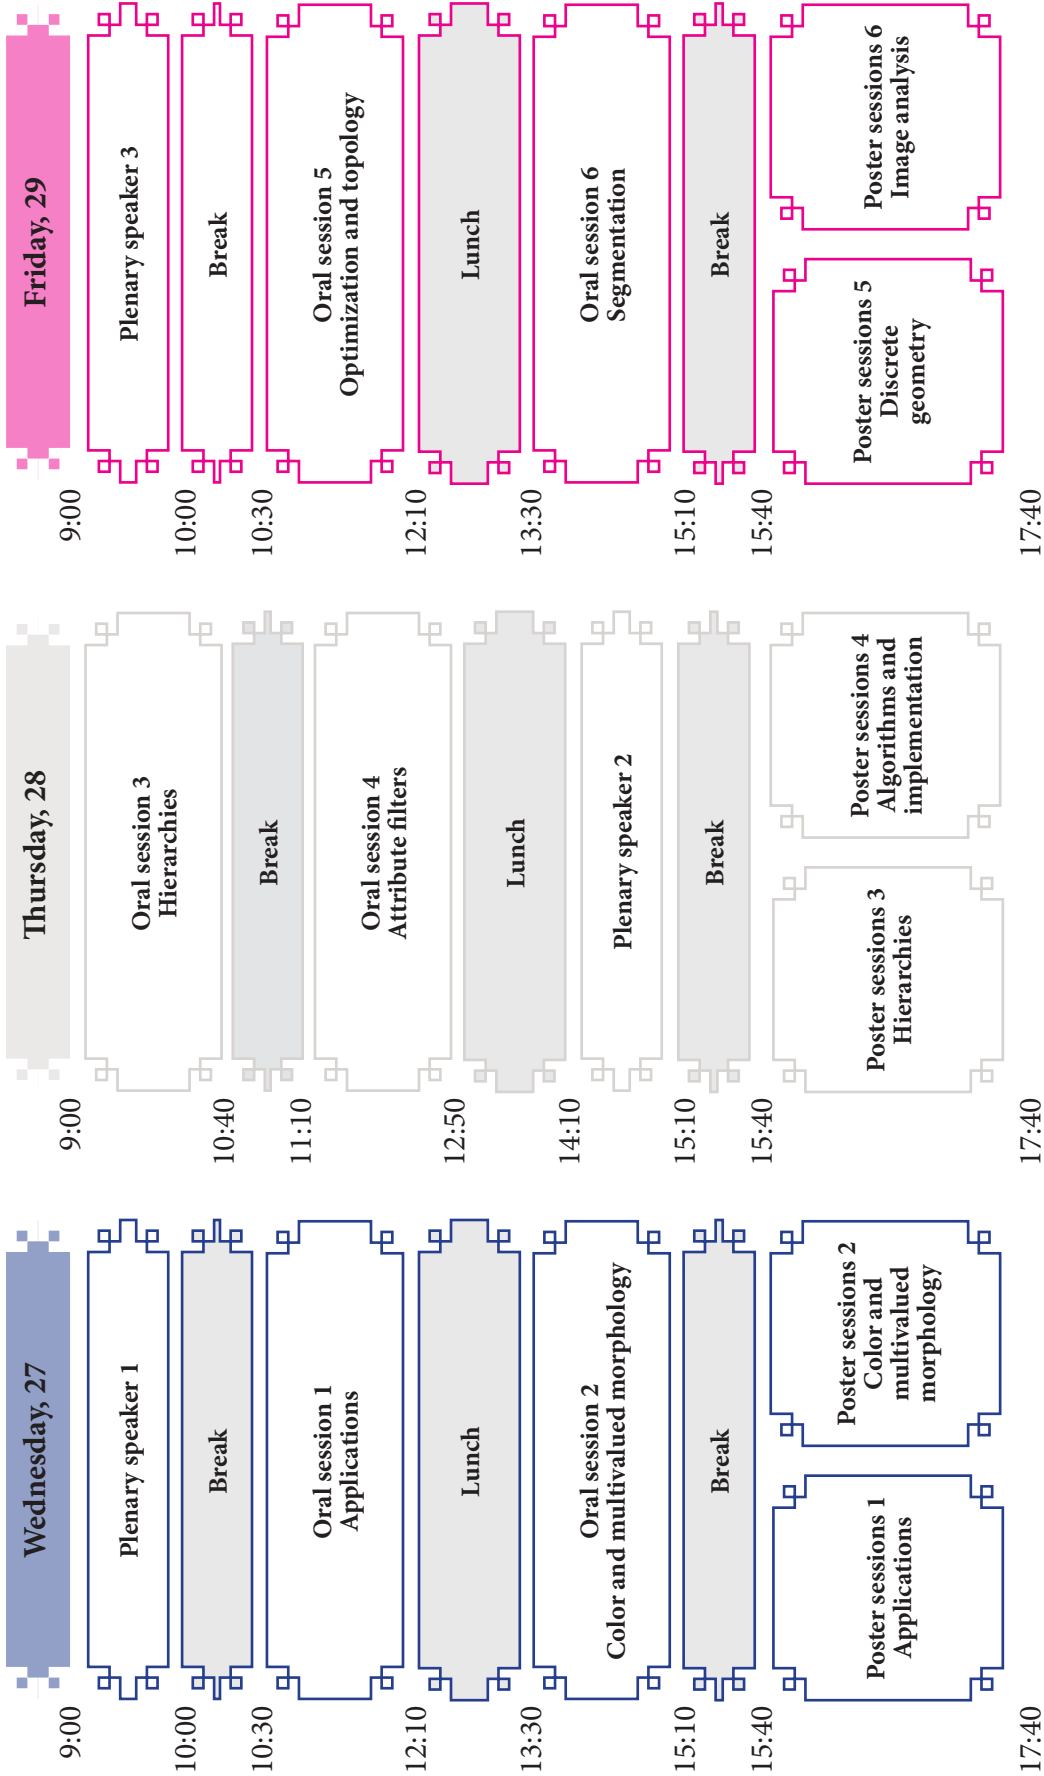 Wednesday, 27
9:00
Plenary speaker 1
10:00
Break
10:30
Oral session 1
Applications
12:10
Lunch
13:30
Oral session 2
Color and multivalued morphology
15:10
Break
15:40
Poster sessions 1
Applications
Poster sessions 2
Color and
multivalued
morphology
17:40
Thursday, 28
9:00
Oral session 3
Hierarchies
10:40
Break
11:10
Oral session 4
Attribute filters
12:50
Lunch
14:10
Plenary speaker 2
15:10
Break
15:40
Poster sessions 3
Hierarchies
Poster sessions 4
Algorithms and
implementation
17:40
Friday, 29
9:00
Plenary speaker 3
10:00
Break
10:30
Oral session 5
Optimization and topology
12:10
Lunch
13:30
Oral session 6
Segmentation
15:10
Break
15:40
Poster sessions 5
Discrete
geometry
Poster sessions 6
Image analysis
17:40